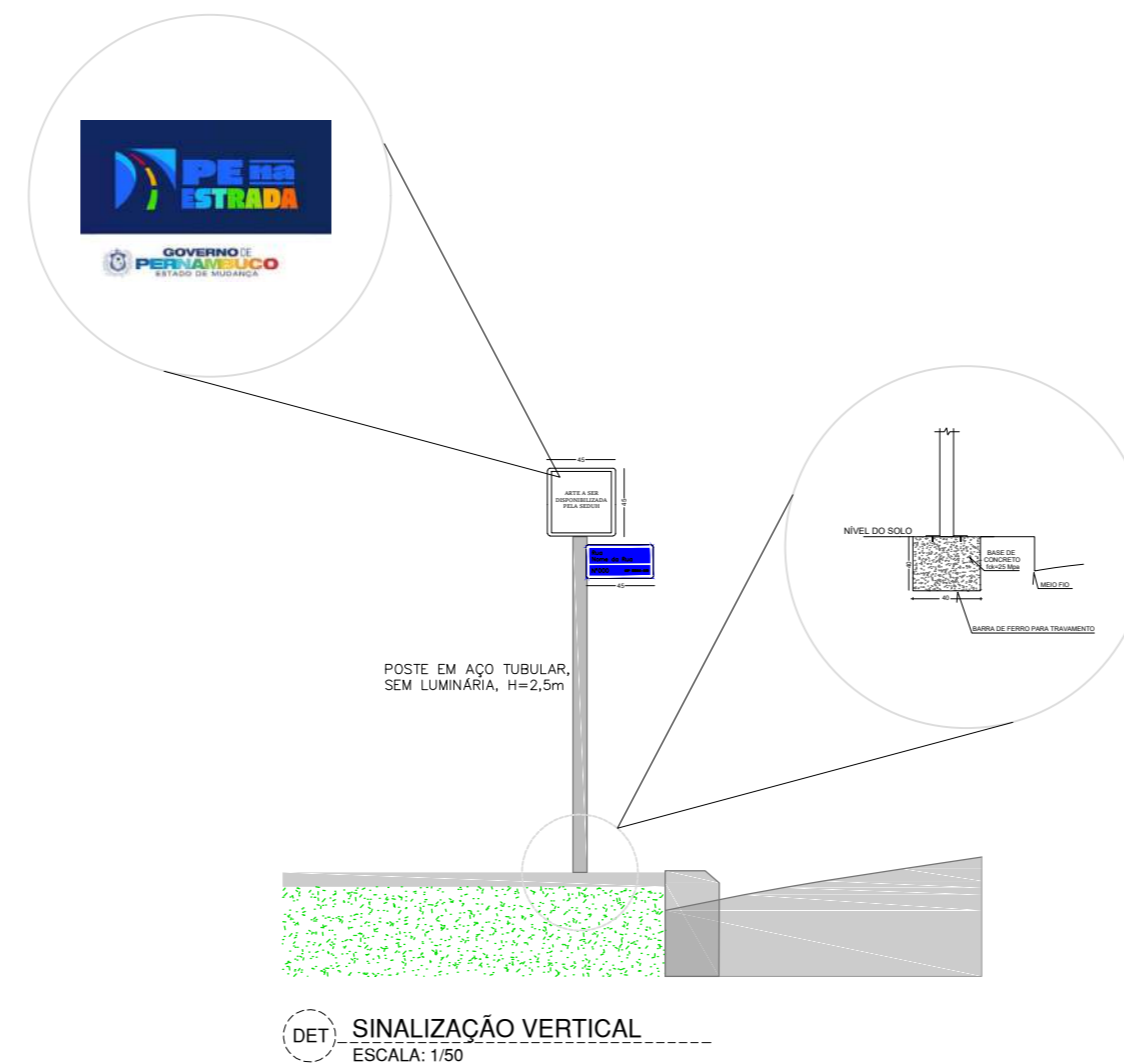 PE na
ESTRADA
GOVERNO DE
PERNAMBUCO
ESTADO DE MUDANÇA
45
ARTE A SER
DISPONIBILIZADA
PELA SEDUH
45
45
NÍVEL DO SOLO
BASE DE
CONCRETO
fck=25 Mpa
40
40
MEIO FIO
BARRA DE FERRO PARA TRAVAMENTO
POSTE EM AÇO TUBULAR,
SEM LUMINÁRIA, H=2,5m
DET
SINALIZAÇÃO VERTICAL
ESCALA: 1/50